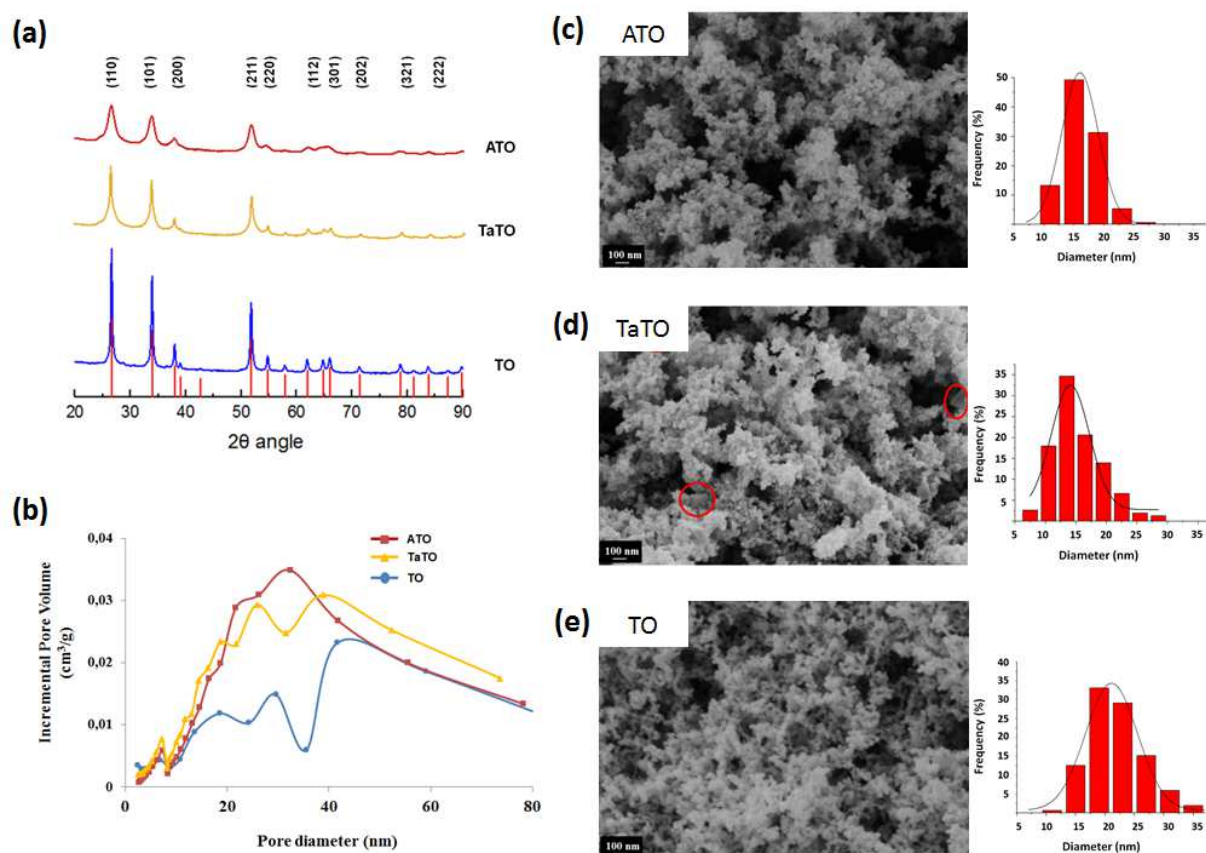 (a)
(110)
(101)
(200)
(211)
(220)
(112)
(301)
(202)
(321)
(222)
ATO
TaTO
TO
20 30 40 50 60 70 80 90
2θ angle
(b)
0,04
0,03
0,02
0,01
0
0 20 40 60 80
Incremental Pore Volume
(cm³/g)
Pore diameter (nm)
ATO
TaTO
TO
(c)
ATO
100 nm
50
40
30
20
10
5 10 15 20 25 30 35
Frequency (%)
Diameter (nm)
(d)
TaTO
100 nm
35
35
30
25
15
10
5
5 10 15 20 25 30 35
Frequency (%)
Diameter (nm)
(e)
TO
100 nm
40
35
30
25
20
15
10
5
5 10 15 20 25 30 35
Frequency (%)
Diameter (nm)